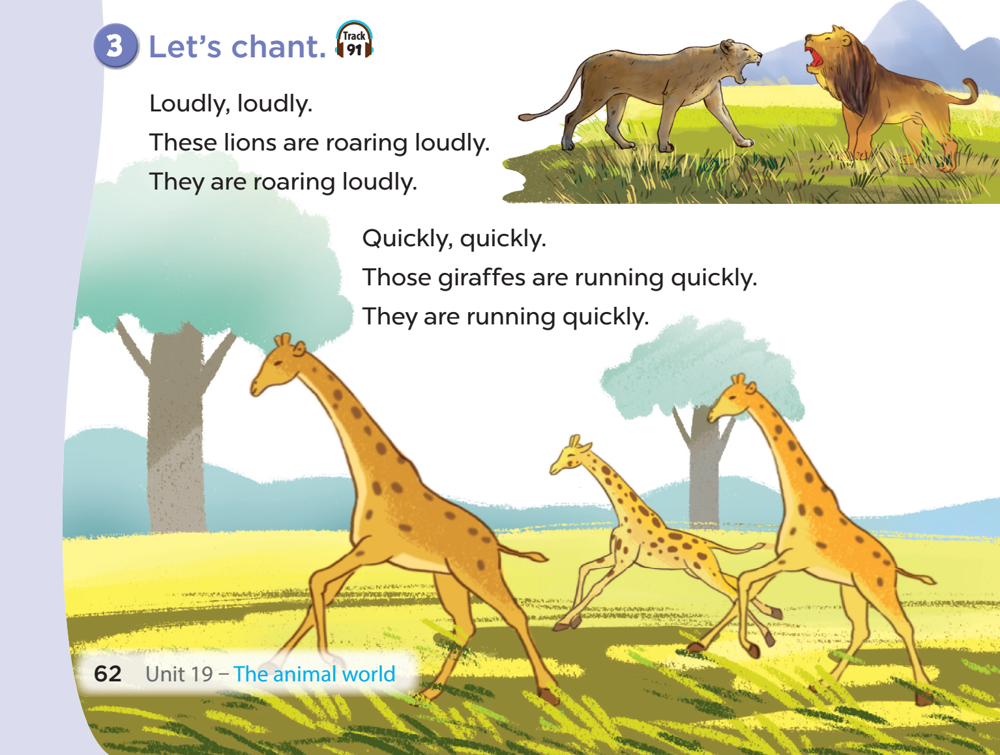 3 Let's chant. Track 91
Loudly, loudly.
These lions are roaring loudly.
They are roaring loudly.
Quickly, quickly.
Those giraffes are running quickly.
They are running quickly.
62 Unit 19 – The animal world